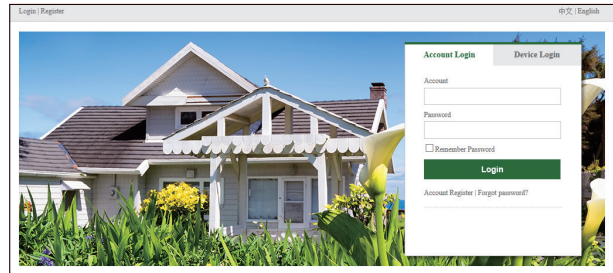 Login | Register
中文 | English
Account Login
Device Login
Account
Password
Remember Password
Login
Account Register | Forgot password?